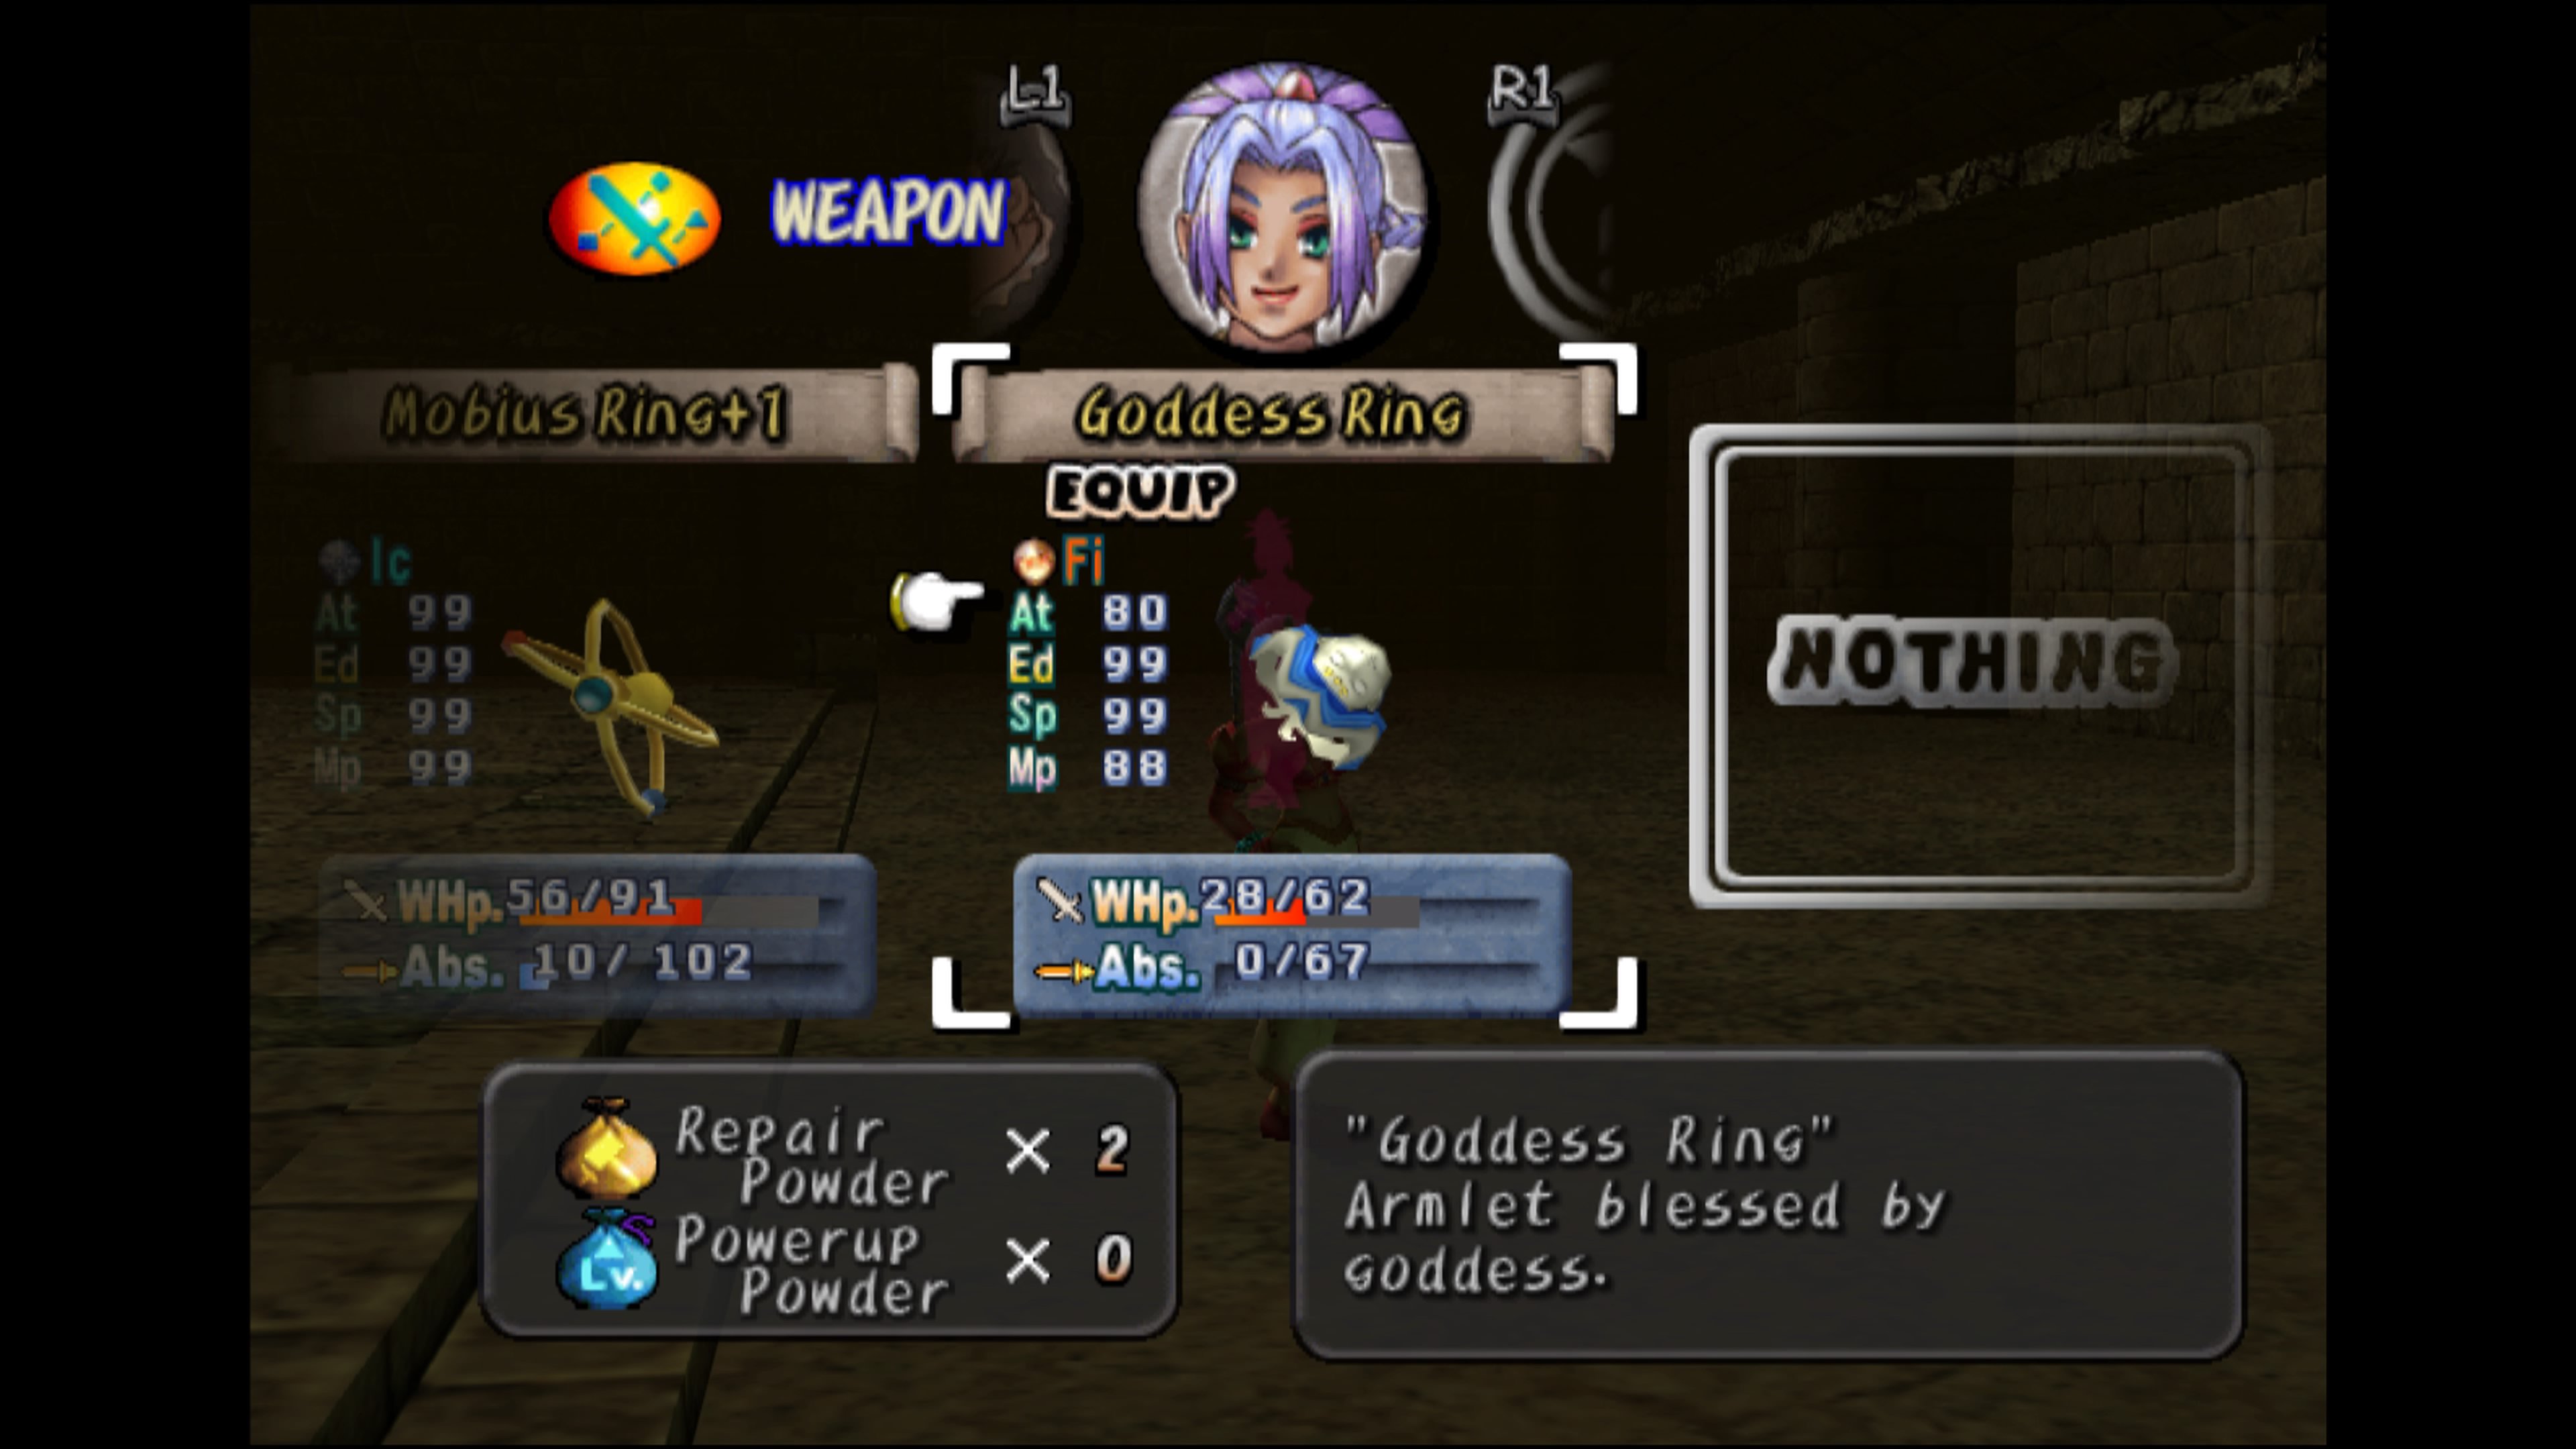 L1
R1
WEAPON
Mobius Ring+1
Goddess Ring
EQUIP
Ic
At 99
Ed 99
Sp 99
Mp 99
Fi
At 80
Ed 99
Sp 99
Mp 88
NOTHING
WHp. 56/91
Abs. 10/ 102
WHp. 28/62
Abs. 0/67
Repair
Powder × 2
Lv.
Powerup
Powder × 0
"Goddess Ring"
Armlet blessed by
goddess.